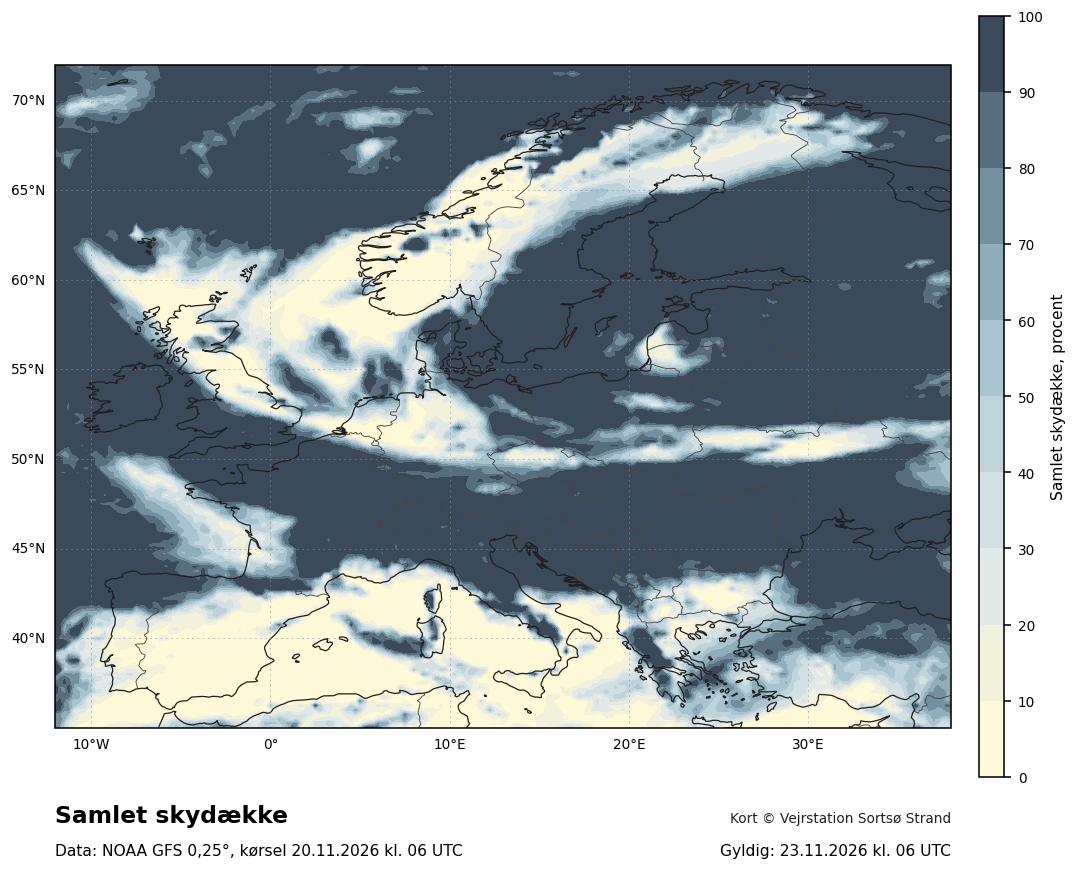 100
90
80
70
60
50
40
30
20
10
0
Samlet skydække, procent
70°N
65°N
60°N
55°N
50°N
45°N
40°N
10°W
0°
10°E
20°E
30°E
Samlet skydække
Kort © Vejrstation Sortsø Strand
Data: NOAA GFS 0,25°, kørsel 20.11.2026 kl. 06 UTC
Gyldig: 23.11.2026 kl. 06 UTC